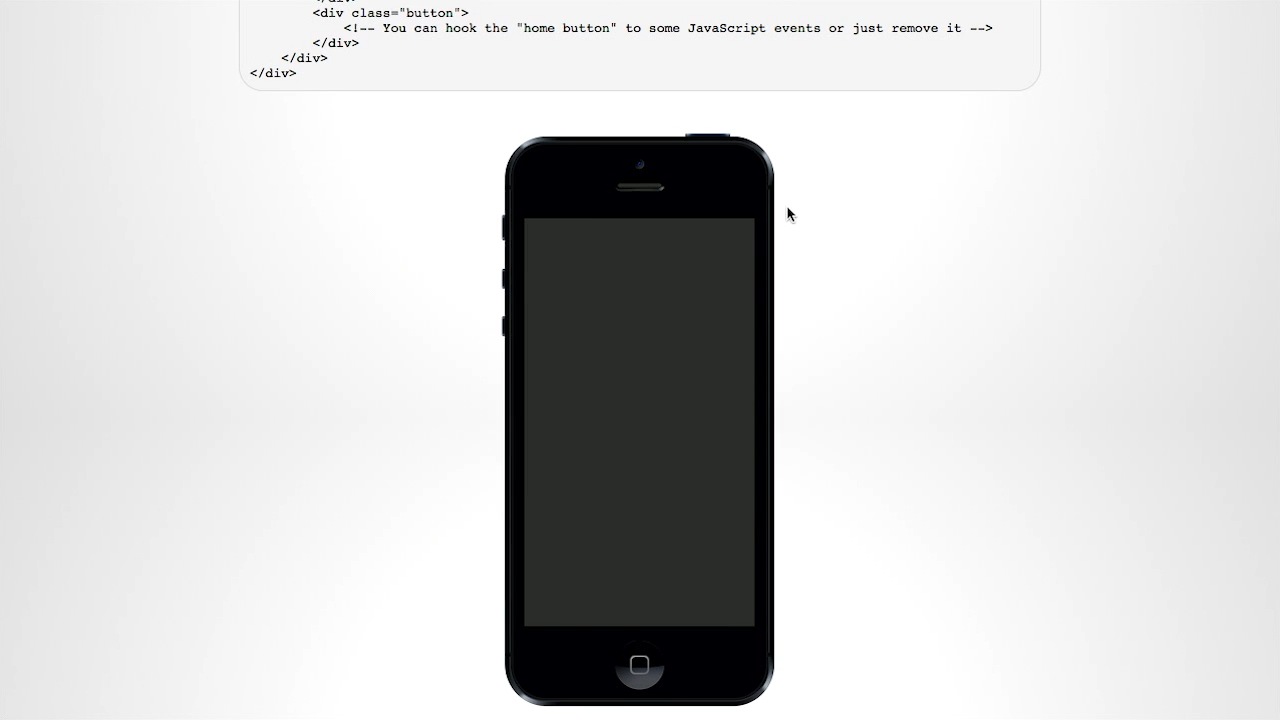 </div>
<div class="button">
<!-- You can hook the "home button" to some JavaScript events or just remove it -->
</div>
</div>
</div>